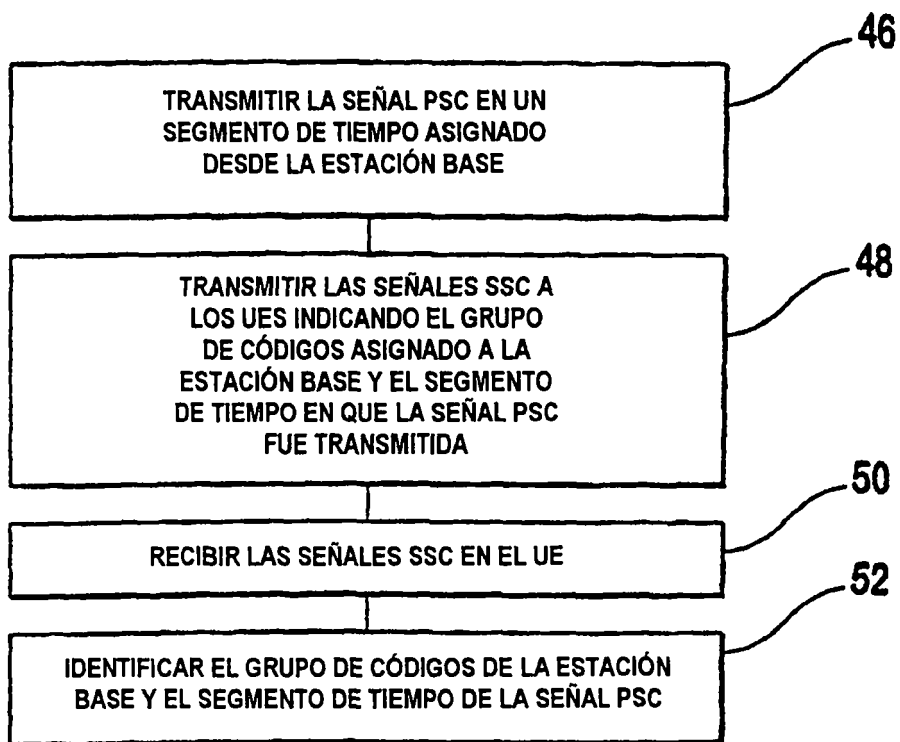 46
TRANSMITIR LA SEÑAL PSC EN UN
SEGMENTO DE TIEMPO ASIGNADO
DESDE LA ESTACIÓN BASE
48
TRANSMITIR LAS SEÑALES SSC A
LOS UES INDICANDO EL GRUPO
DE CÓDIGOS ASIGNADO A LA
ESTACIÓN BASE Y EL SEGMENTO
DE TIEMPO EN QUE LA SEÑAL PSC
FUE TRANSMITIDA
50
RECIBIR LAS SEÑALES SSC EN EL UE
52
IDENTIFICAR EL GRUPO DE CÓDIGOS DE LA ESTACIÓN
BASE Y EL SEGMENTO DE TIEMPO DE LA SEÑAL PSC